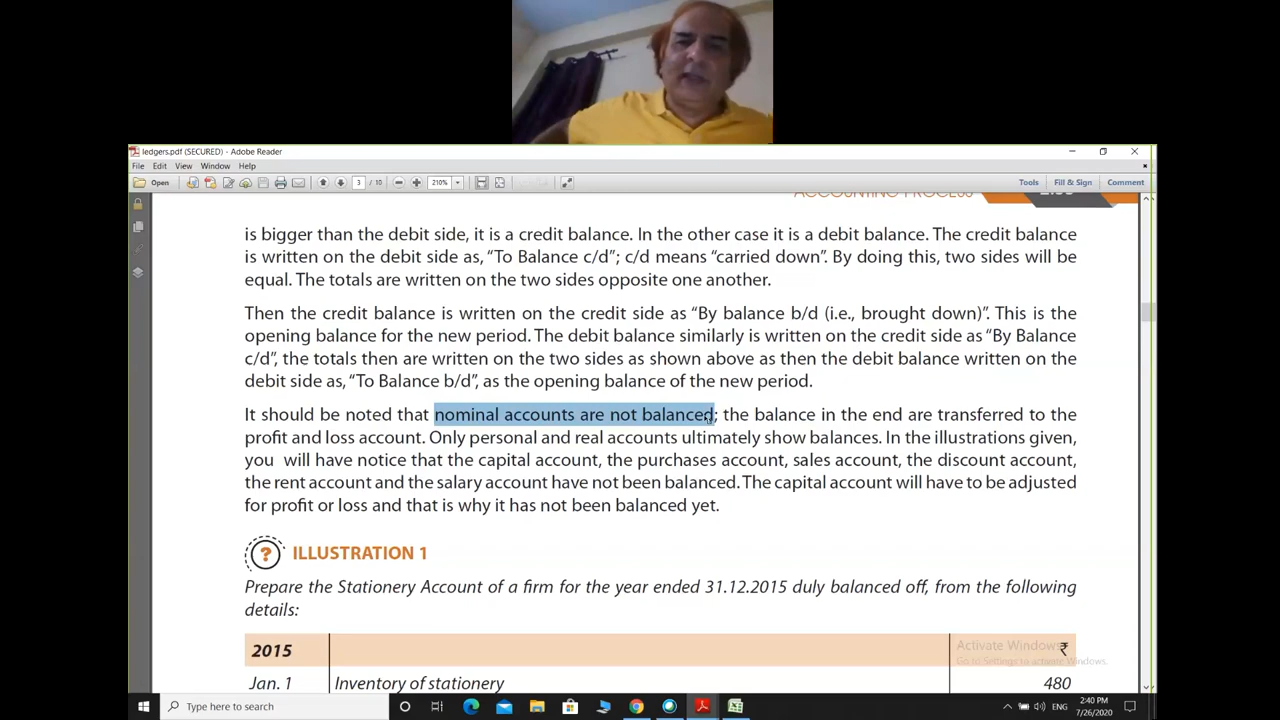 ledgers.pdf (SECURED) - Adobe Reader
File Edit View Window Help
Open 3 / 10 210% Tools Fill & Sign Comment
ACCOUNTING PROCESS
is bigger than the debit side, it is a credit balance. In the other case it is a debit balance. The credit balance
is written on the debit side as, “To Balance c/d”; c/d means “carried down”. By doing this, two sides will be
equal. The totals are written on the two sides opposite one another.
Then the credit balance is written on the credit side as “By balance b/d (i.e., brought down)”. This is the
opening balance for the new period. The debit balance similarly is written on the credit side as “By Balance
c/d”, the totals then are written on the two sides as shown above as then the debit balance written on the
debit side as, “To Balance b/d”, as the opening balance of the new period.
It should be noted that nominal accounts are not balanced; the balance in the end are transferred to the
profit and loss account. Only personal and real accounts ultimately show balances. In the illustrations given,
you will have notice that the capital account, the purchases account, sales account, the discount account,
the rent account and the salary account have not been balanced. The capital account will have to be adjusted
for profit or loss and that is why it has not been balanced yet.
? ILLUSTRATION 1
Prepare the Stationery Account of a firm for the year ended 31.12.2015 duly balanced off, from the following
details:
2015 ₹
Activate Windows
Go to Settings to activate Windows.
Jan. 1 Inventory of stationery 480
Type here to search
ENG
2:40 PM
7/26/2020